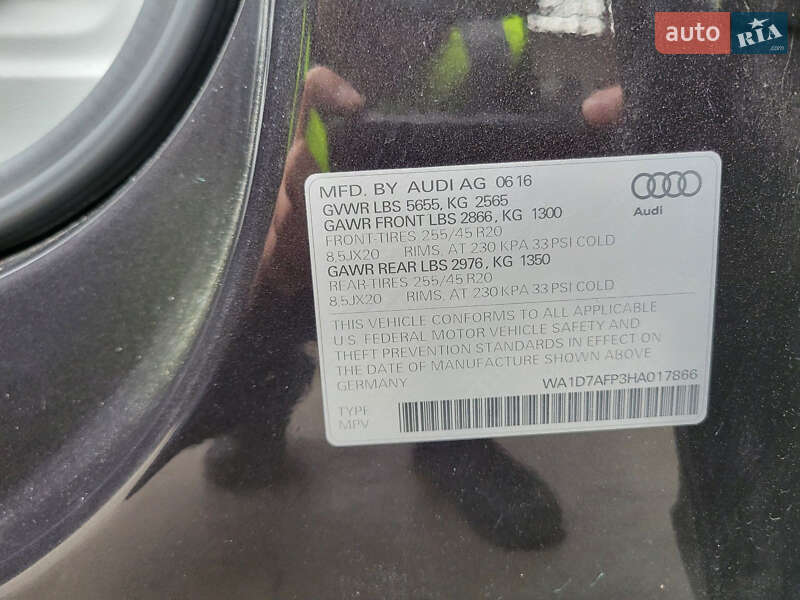 auto RIA
MFD. BY AUDI AG 06 16
GVWR LBS 5655, KG 2565
GAWR FRONT LBS 2866, KG 1300
FRONT-TIRES 255/45 R20
8,5JX20 RIMS, AT 230 KPA 33 PSI COLD
GAWR REAR LBS 2976, KG 1350
REAR-TIRES 255/45 R20
8,5JX20 RIMS, AT 230 KPA 33 PSI COLD
Audi
THIS VEHICLE CONFORMS TO ALL APPLICABLE
U.S. FEDERAL MOTOR VEHICLE SAFETY AND
THEFT PREVENTION STANDARDS IN EFFECT ON
THE DATE OF MANUFACTURE SHOWN ABOVE
GERMANY WA1D7AFP3HA017866
TYPE
MPV